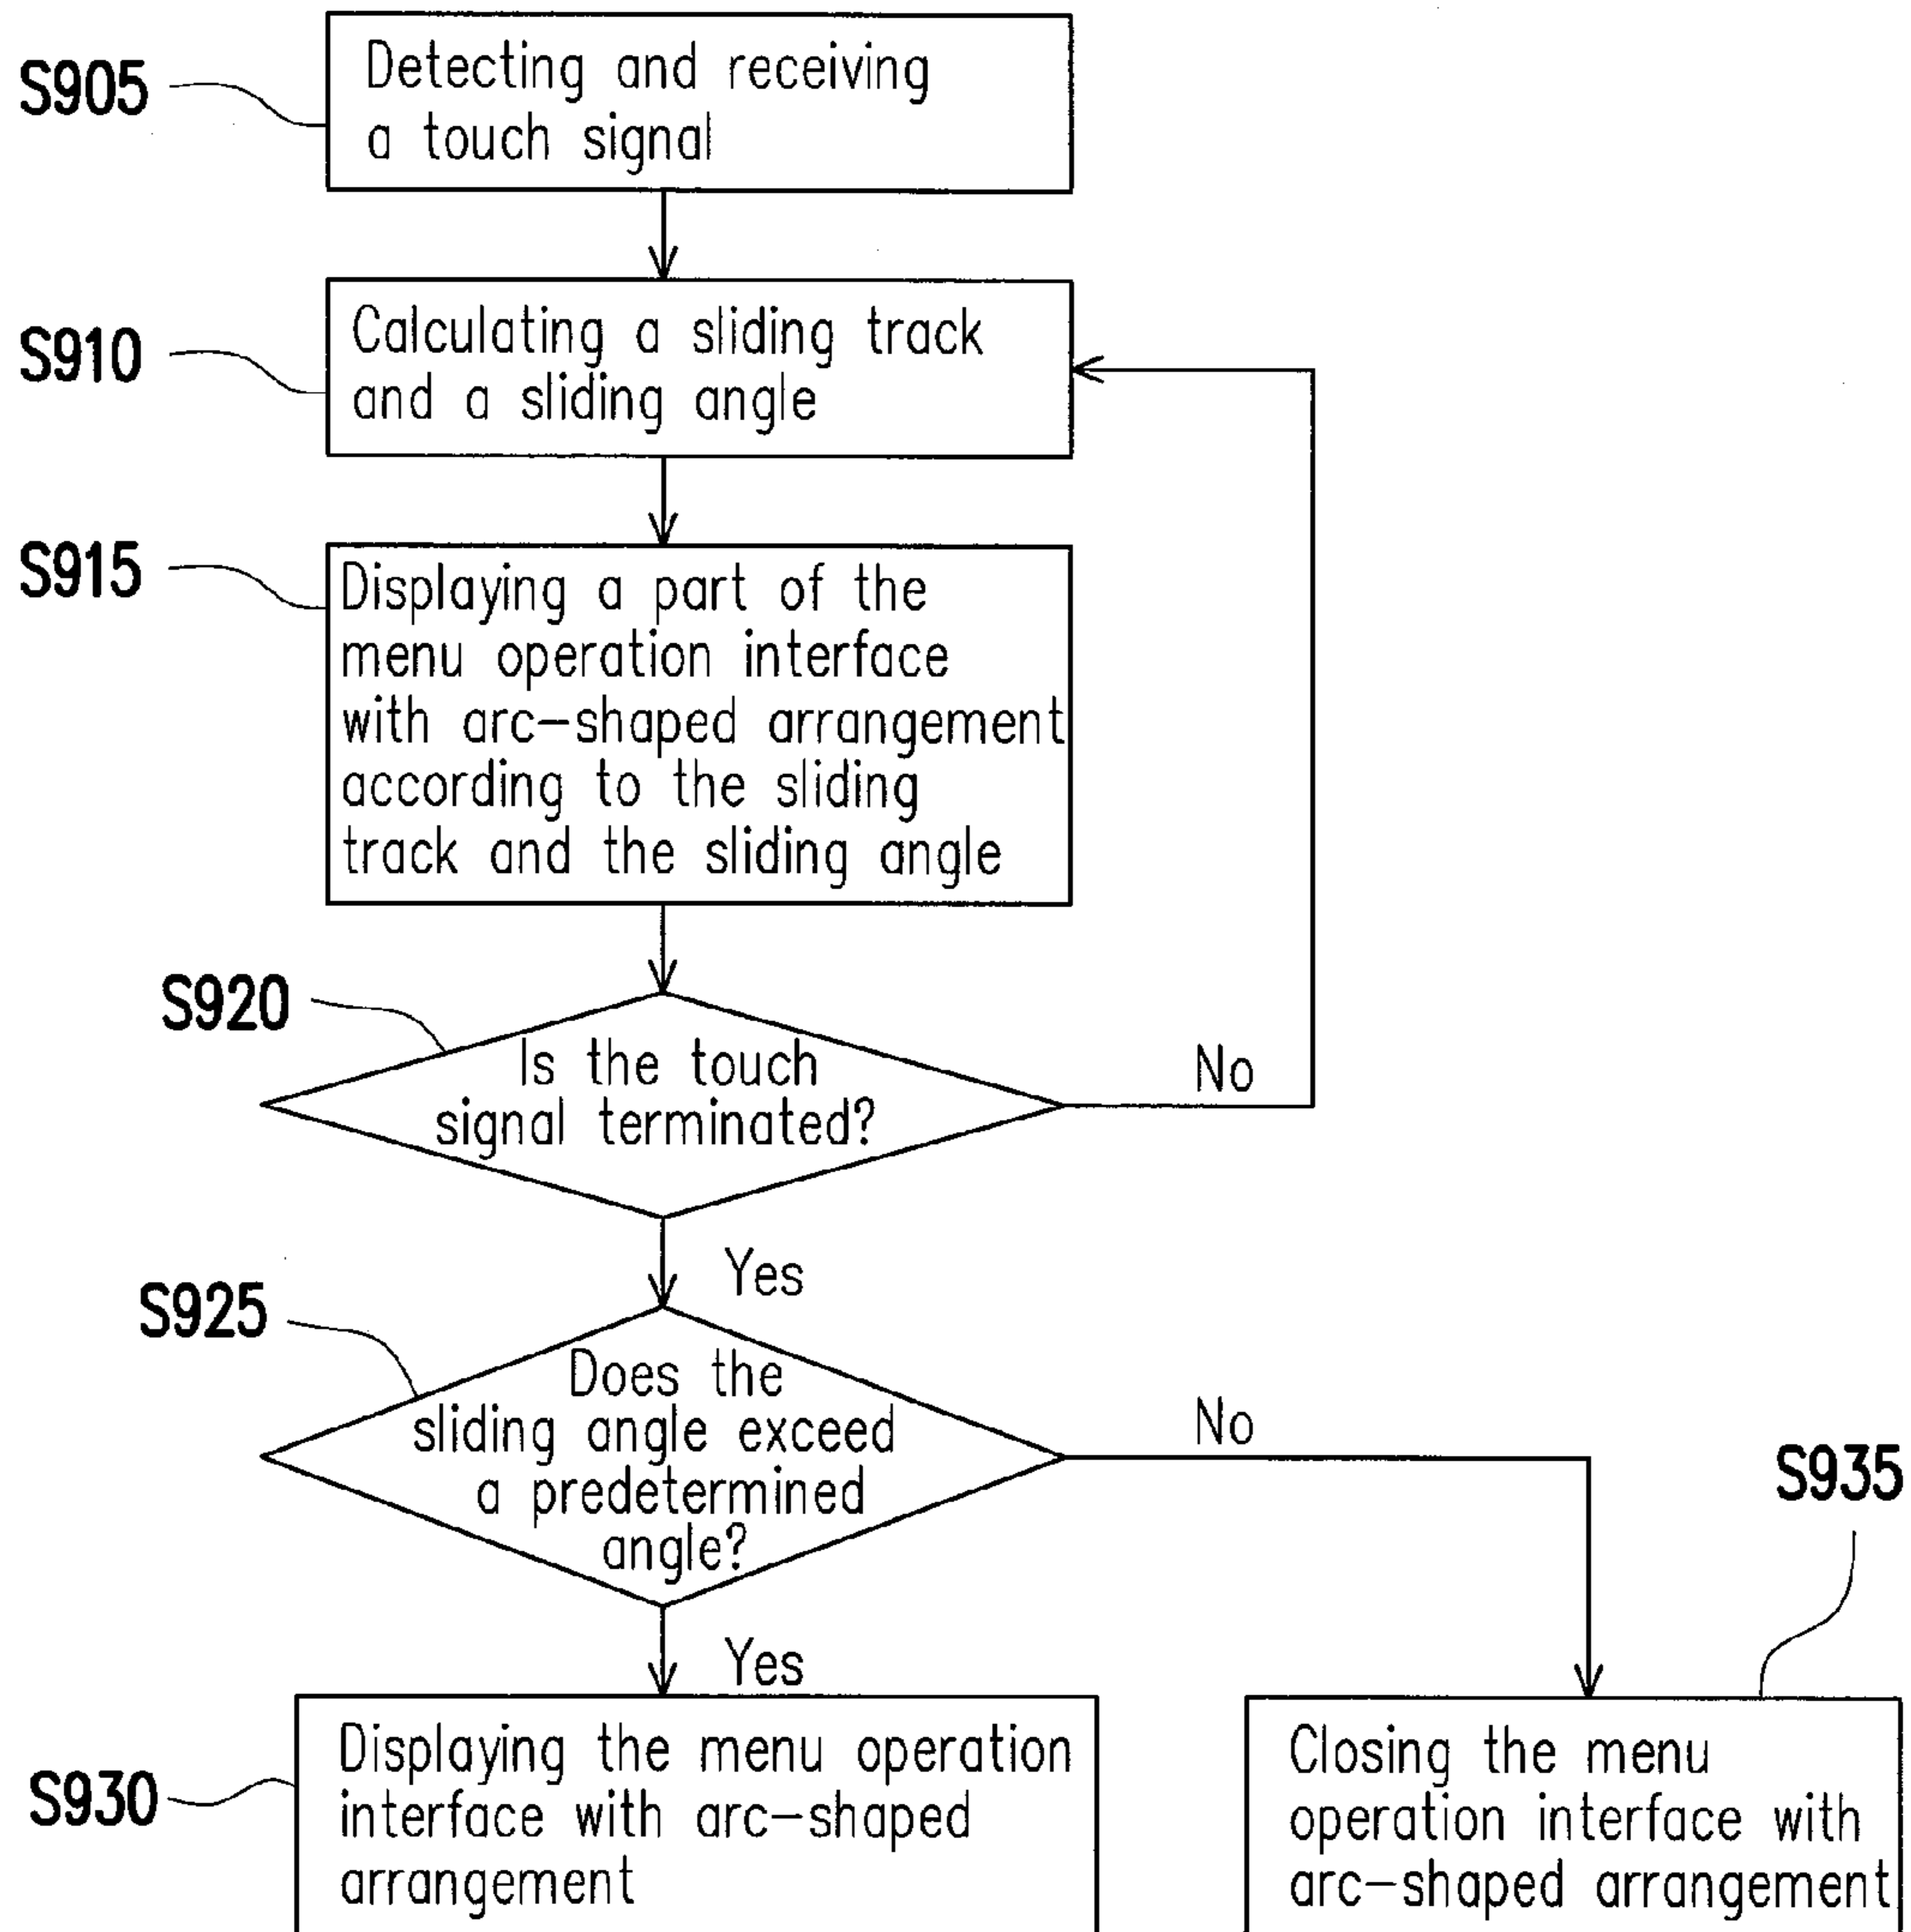 S905
Detecting and receiving
a touch signal
S910
Calculating a sliding track
and a sliding angle
S915
Displaying a part of the
menu operation interface
with arc-shaped arrangement
according to the sliding
track and the sliding angle
S920
Is the touch
signal terminated?
No
Yes
S925
Does the
sliding angle exceed
a predetermined
angle?
No
S935
Yes
S930
Displaying the menu operation
interface with arc-shaped
arrangement
Closing the menu
operation interface with
arc-shaped arrangement